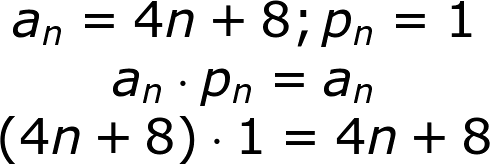 aₙ = 4n + 8; pₙ = 1
aₙ · pₙ = aₙ
(4n + 8) · 1 = 4n + 8